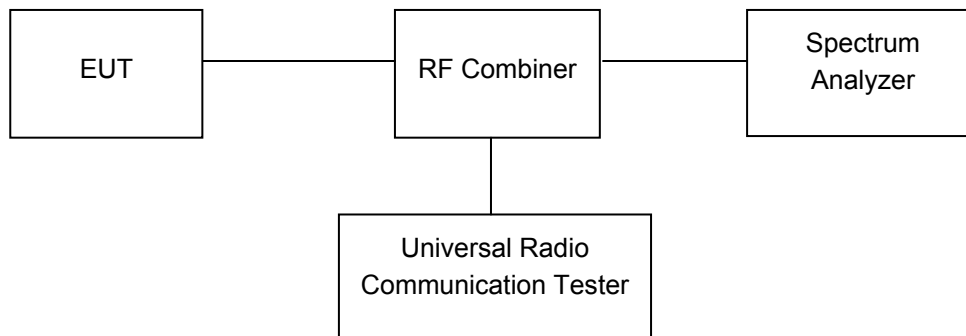 EUT
RF Combiner
Spectrum
Analyzer
Universal Radio
Communication Tester